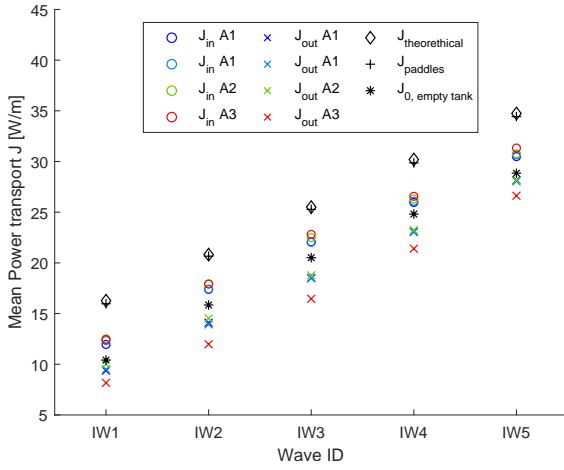 45
40
35
30
25
20
15
10
5
Mean Power transport J [W/m]
J_in A1 J_out A1 J_theorethical
J_in A1 J_out A1 J_paddles
J_in A2 J_out A2 J_0, empty tank
J_in A3 J_out A3
IW1 IW2 IW3 IW4 IW5
Wave ID